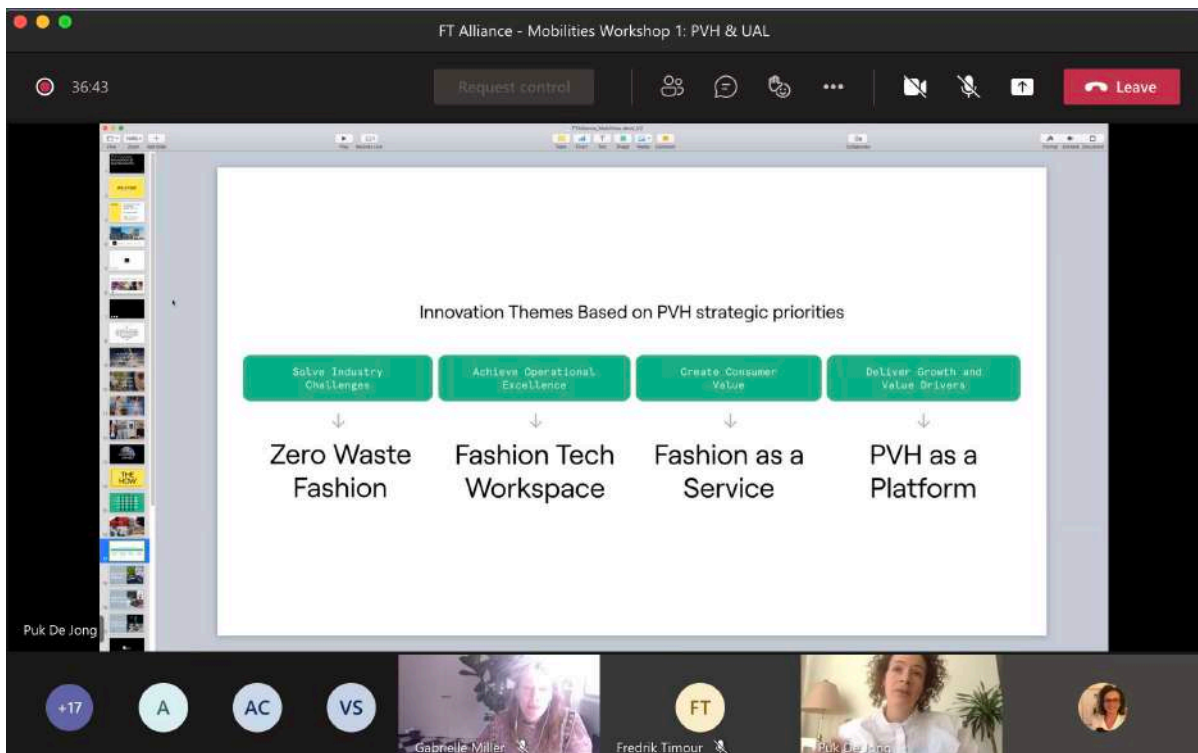 FT Alliance - Mobilities Workshop 1: PVH & UAL
36:43
Request control
Leave
Innovation Themes Based on PVH strategic priorities
Solve Industry
Challenges
Achieve Operational
Excellence
Create Consumer
Value
Deliver Growth and
Value Drivers
Zero Waste
Fashion
Fashion Tech
Workspace
Fashion as a
Service
PVH as a
Platform
THE
HOW
Puk De Jong
+17
A
AC
VS
FT
Gabrielle Miller
Fredrik Timour
Puk De Jong